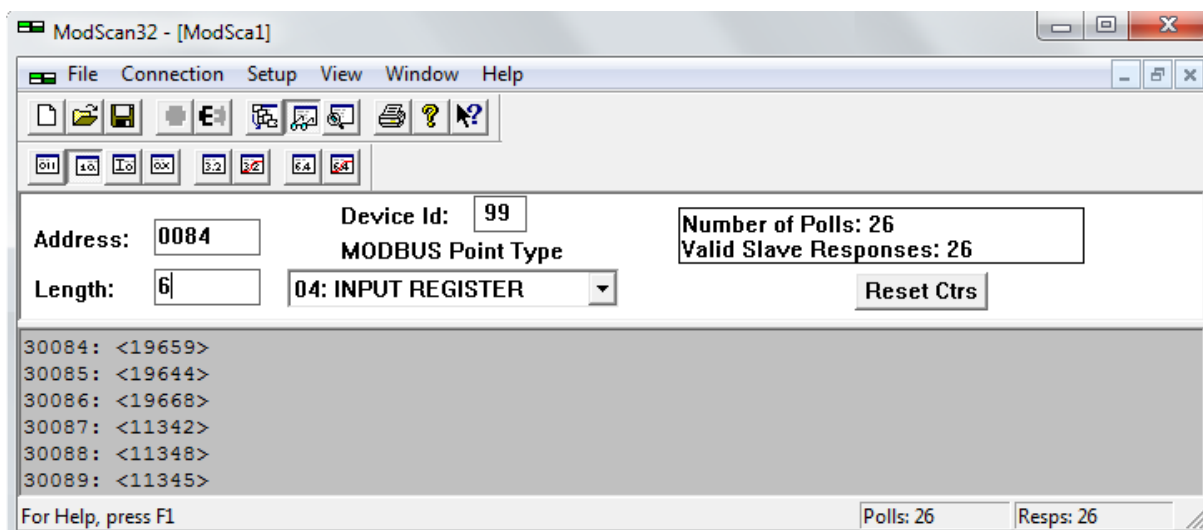 ModScan32 - [ModSca1]
File Connection Setup View Window Help
Address: 0084
Device Id: 99
MODBUS Point Type
Length: 6
04: INPUT REGISTER
Number of Polls: 26
Valid Slave Responses: 26
Reset Ctrs
30084: <19659>
30085: <19644>
30086: <19668>
30087: <11342>
30088: <11348>
30089: <11345>
For Help, press F1
Polls: 26
Resps: 26